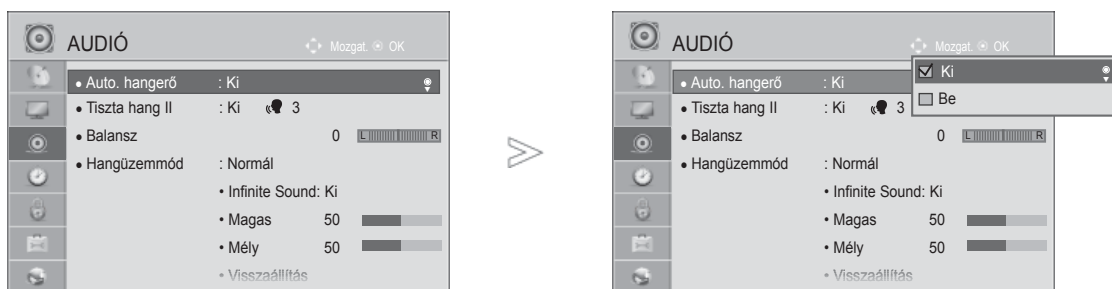 AUDIÓ
Mozgat. OK
• Auto. hangerő : Ki
• Tiszta hang II : Ki 3
• Balansz 0 L R
• Hangüzemmód : Normál
• Infinite Sound: Ki
• Magas 50
• Mély 50
• Visszaállítás
AUDIÓ
Mozgat. OK
• Auto. hangerő : Ki
Ki
Be
• Tiszta hang II : Ki 3
• Balansz 0 L R
• Hangüzemmód : Normál
• Infinite Sound: Ki
• Magas 50
• Mély 50
• Visszaállítás